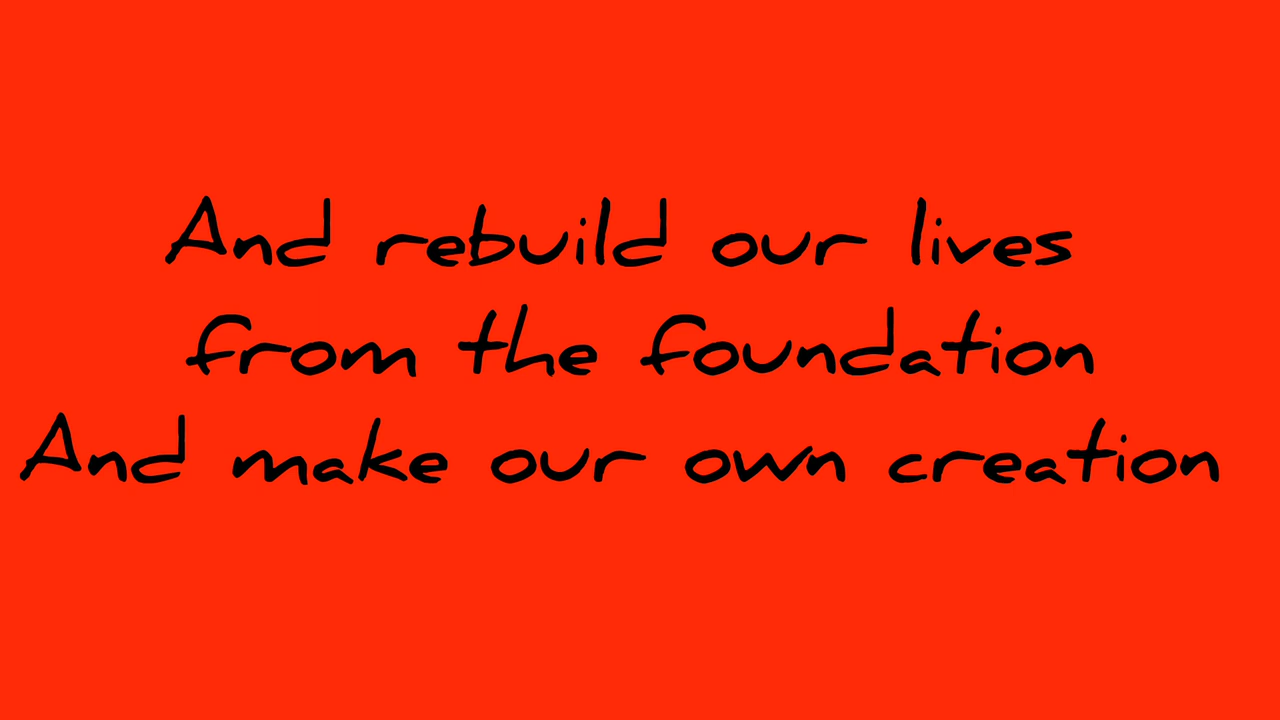 And rebuild our lives
from the foundation
And make our own creation